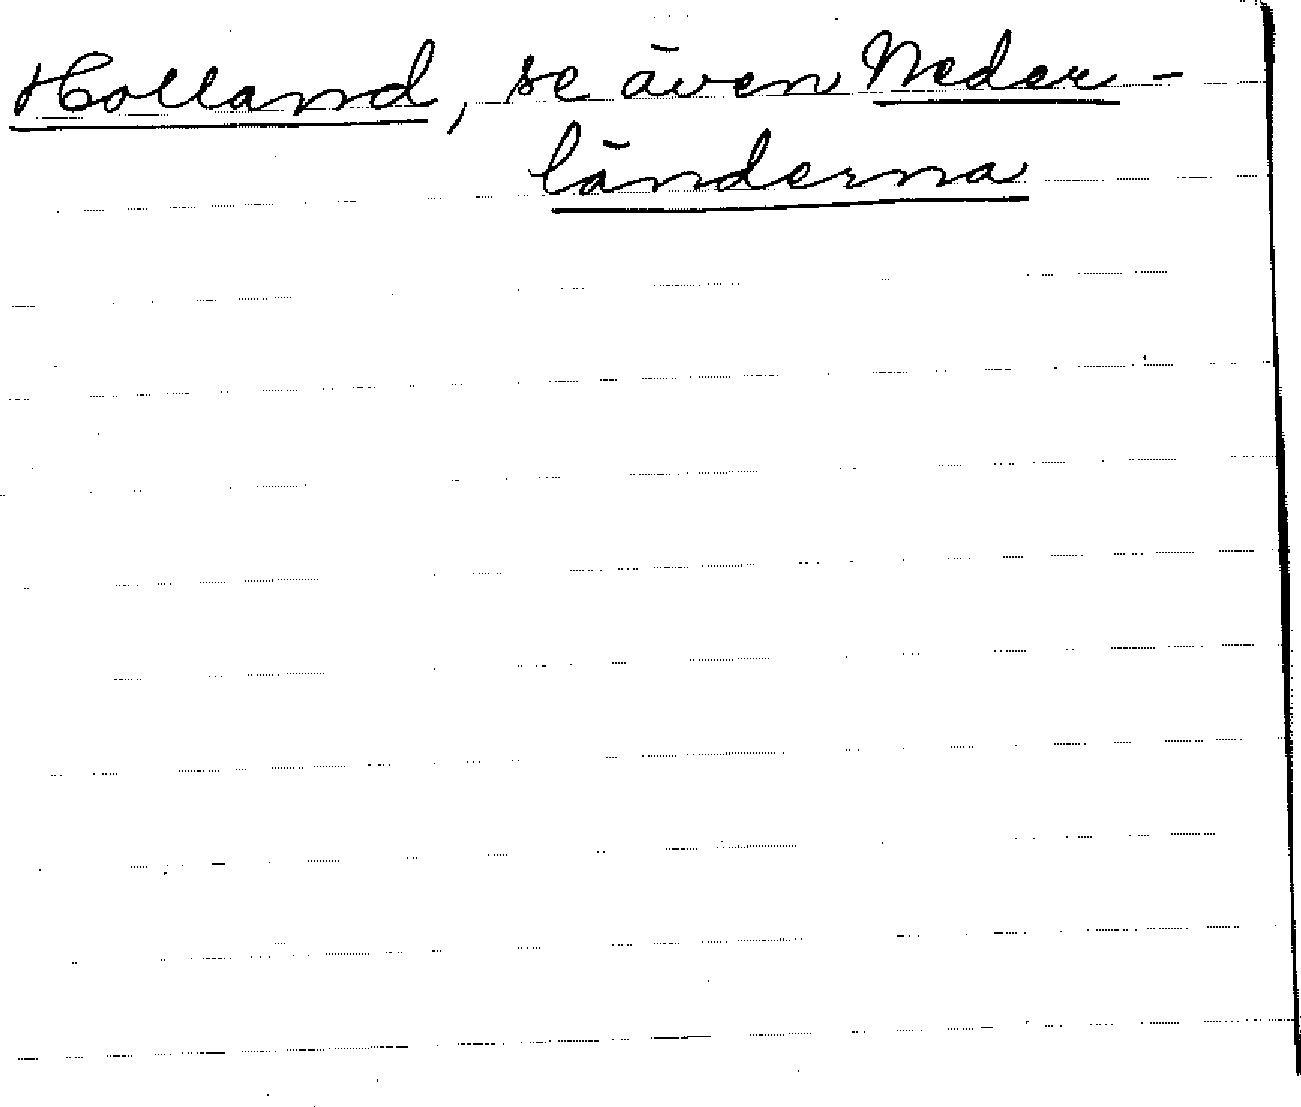 Holland, se även Neder-
länderna